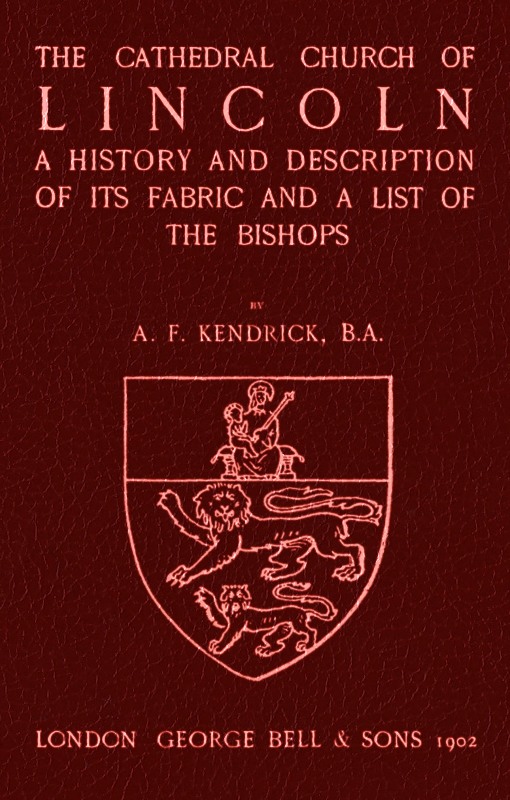 THE CATHEDRAL CHURCH OF
LINCOLN
A HISTORY AND DESCRIPTION
OF ITS FABRIC AND A LIST OF
THE BISHOPS
BY
A. F. KENDRICK, B.A.
LONDON GEORGE BELL & SONS 1902